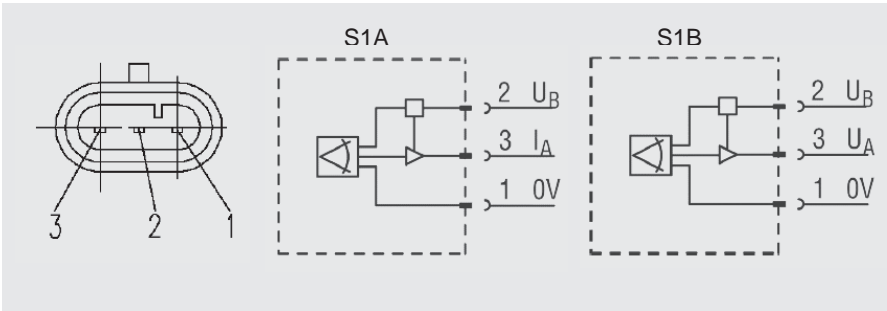 S1A
S1B
2 U_B
3 I_A
1 0V
2 U_B
3 U_A
1 0V
3 2 1